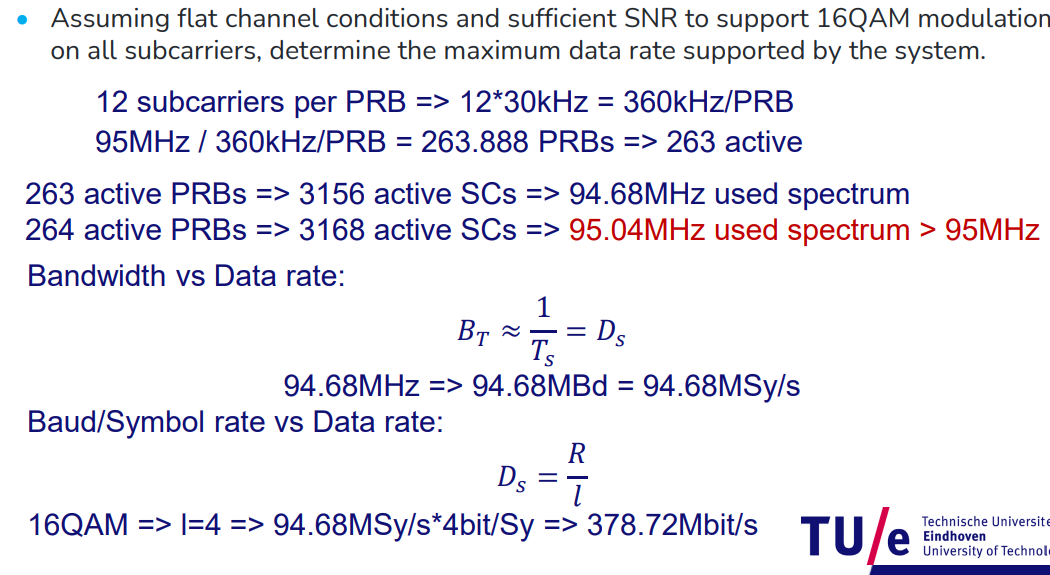 • Assuming flat channel conditions and sufficient SNR to support 16QAM modulation
on all subcarriers, determine the maximum data rate supported by the system.
12 subcarriers per PRB => 12*30kHz = 360kHz/PRB
95MHz / 360kHz/PRB = 263.888 PRBs => 263 active
263 active PRBs => 3156 active SCs => 94.68MHz used spectrum
264 active PRBs => 3168 active SCs => 95.04MHz used spectrum > 95MHz
Bandwidth vs Data rate:
B_T ≈ 1/T_s = D_s
94.68MHz => 94.68MBd = 94.68MSy/s
Baud/Symbol rate vs Data rate:
D_s = R/l
16QAM => l=4 => 94.68MSy/s*4bit/Sy => 378.72Mbit/s
TU/e
Technische Universite
Eindhoven
University of Technol